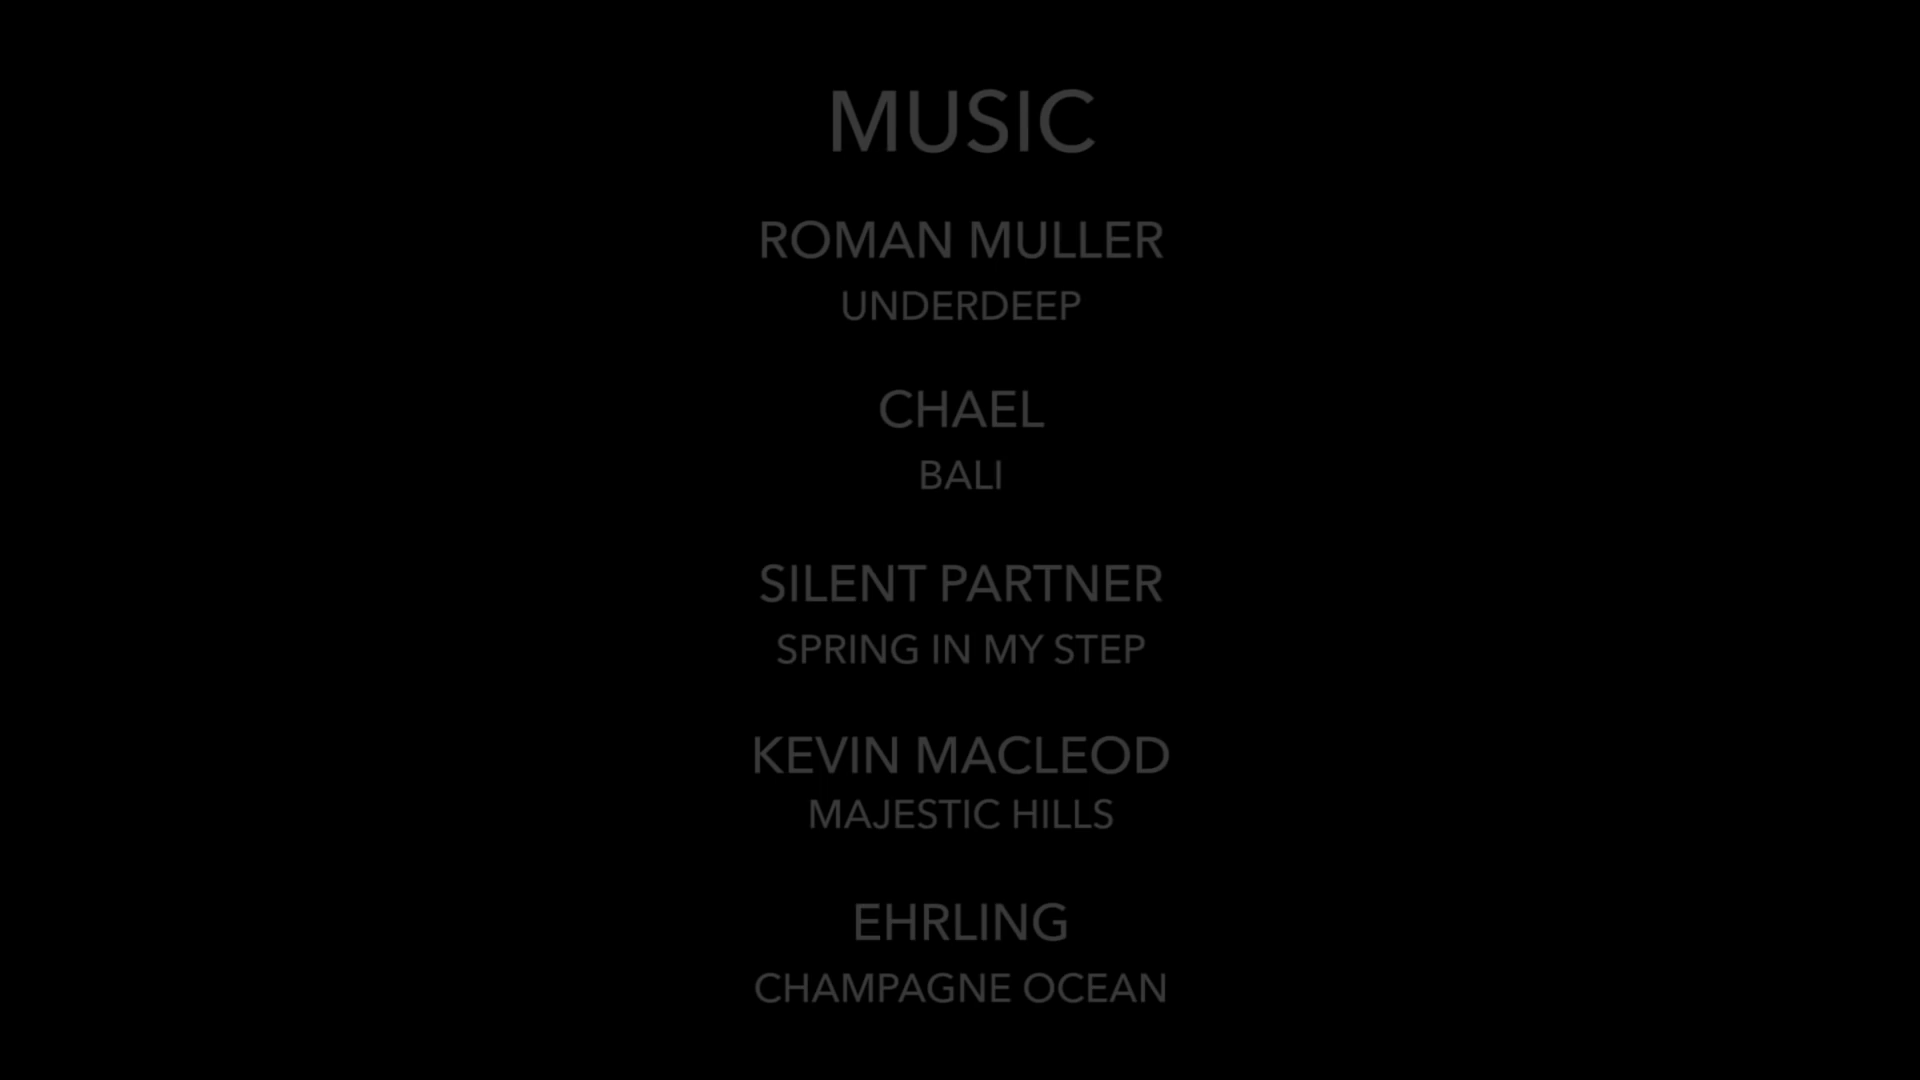 MUSIC
ROMAN MULLER
UNDERDEEP
CHAEL
BALI
SILENT PARTNER
SPRING IN MY STEP
KEVIN MACLEOD
MAJESTIC HILLS
EHRLING
CHAMPAGNE OCEAN